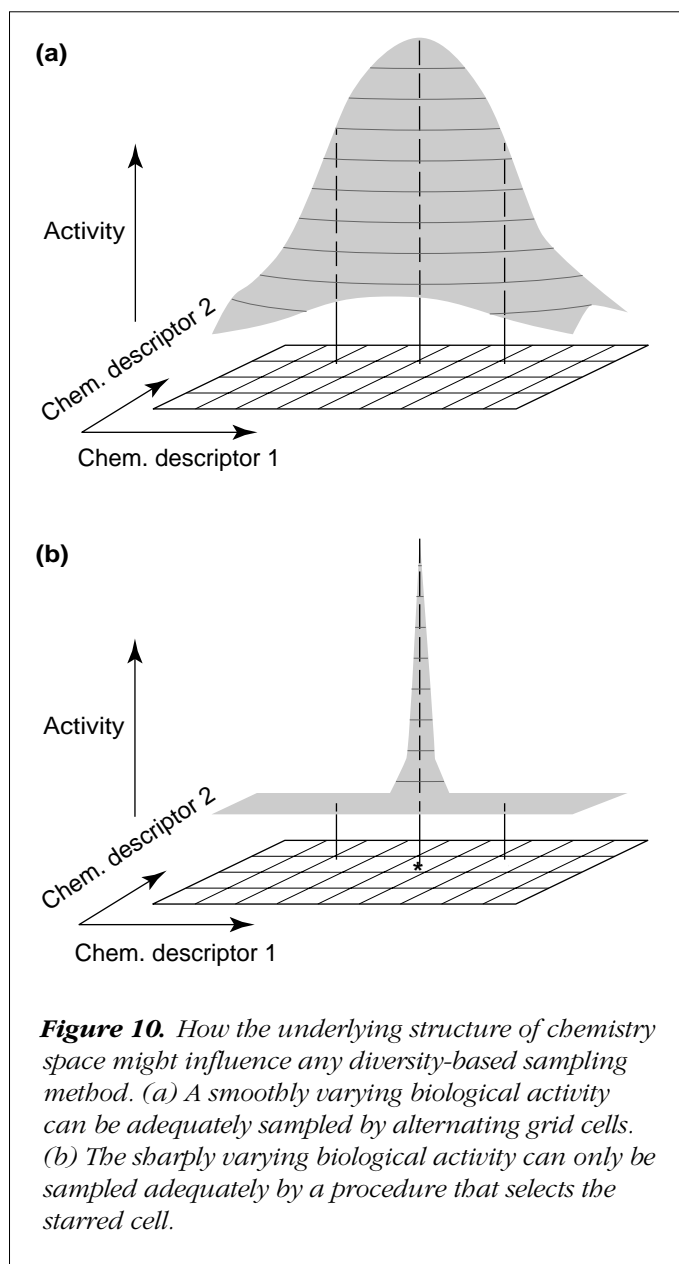 (a)
Activity
Chem. descriptor 2
Chem. descriptor 1
(b)
Activity
Chem. descriptor 2
*
Chem. descriptor 1
Figure 10. How the underlying structure of chemistry
space might influence any diversity-based sampling
method. (a) A smoothly varying biological activity
can be adequately sampled by alternating grid cells.
(b) The sharply varying biological activity can only be
sampled adequately by a procedure that selects the
starred cell.